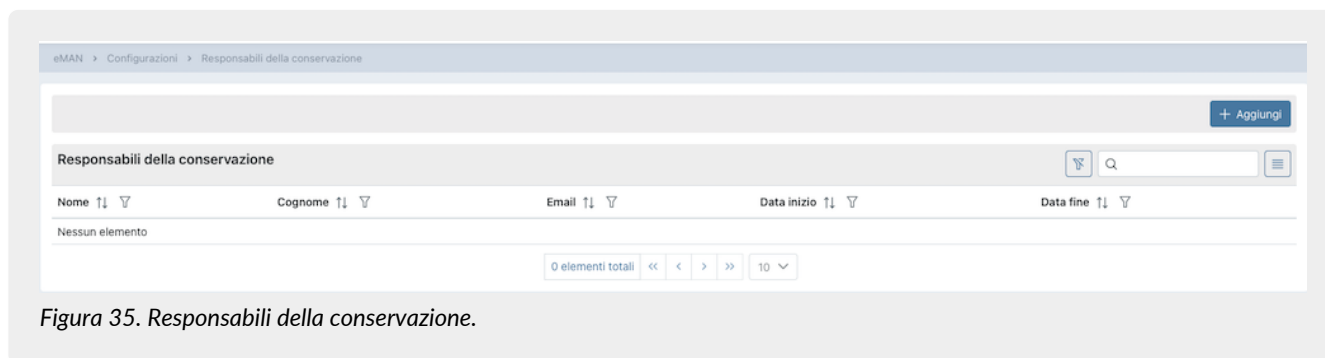 eMAN > Configurazioni > Responsabili della conservazione
+ Aggiungi
Responsabili della conservazione
Nome Cognome Email Data inizio Data fine
Nessun elemento
0 elementi totali << < > >> 10
Figura 35. Responsabili della conservazione.